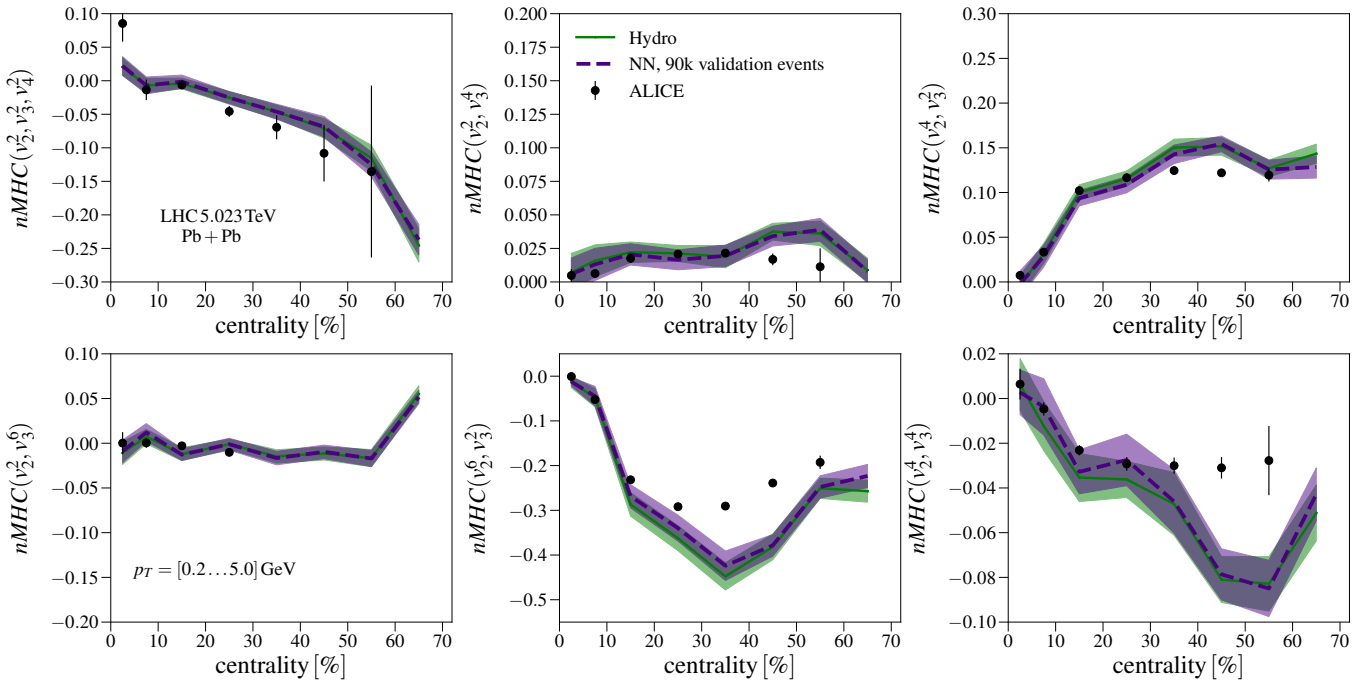 nMHC(v₂², v₃², v₄²)
0.10
0.05
0.00
−0.05
−0.10
−0.15
−0.20
−0.25
−0.30
LHC 5.023 TeV
Pb + Pb
0 10 20 30 40 50 60 70
centrality [%]
nMHC(v₂², v₃⁴)
0.200
0.175
0.150
0.125
0.100
0.075
0.050
0.025
0.000
Hydro
NN, 90k validation events
ALICE
0 10 20 30 40 50 60 70
centrality [%]
nMHC(v₂⁴, v₃²)
0.30
0.25
0.20
0.15
0.10
0.05
0.00
0 10 20 30 40 50 60 70
centrality [%]
nMHC(v₂², v₃⁶)
0.10
0.05
0.00
−0.05
−0.10
−0.15
−0.20
p_T = [0.2…5.0] GeV
0 10 20 30 40 50 60 70
centrality [%]
nMHC(v₂⁶, v₃²)
0.0
−0.1
−0.2
−0.3
−0.4
−0.5
0 10 20 30 40 50 60 70
centrality [%]
nMHC(v₂⁴, v₃⁴)
0.02
0.00
−0.02
−0.04
−0.06
−0.08
−0.10
0 10 20 30 40 50 60 70
centrality [%]